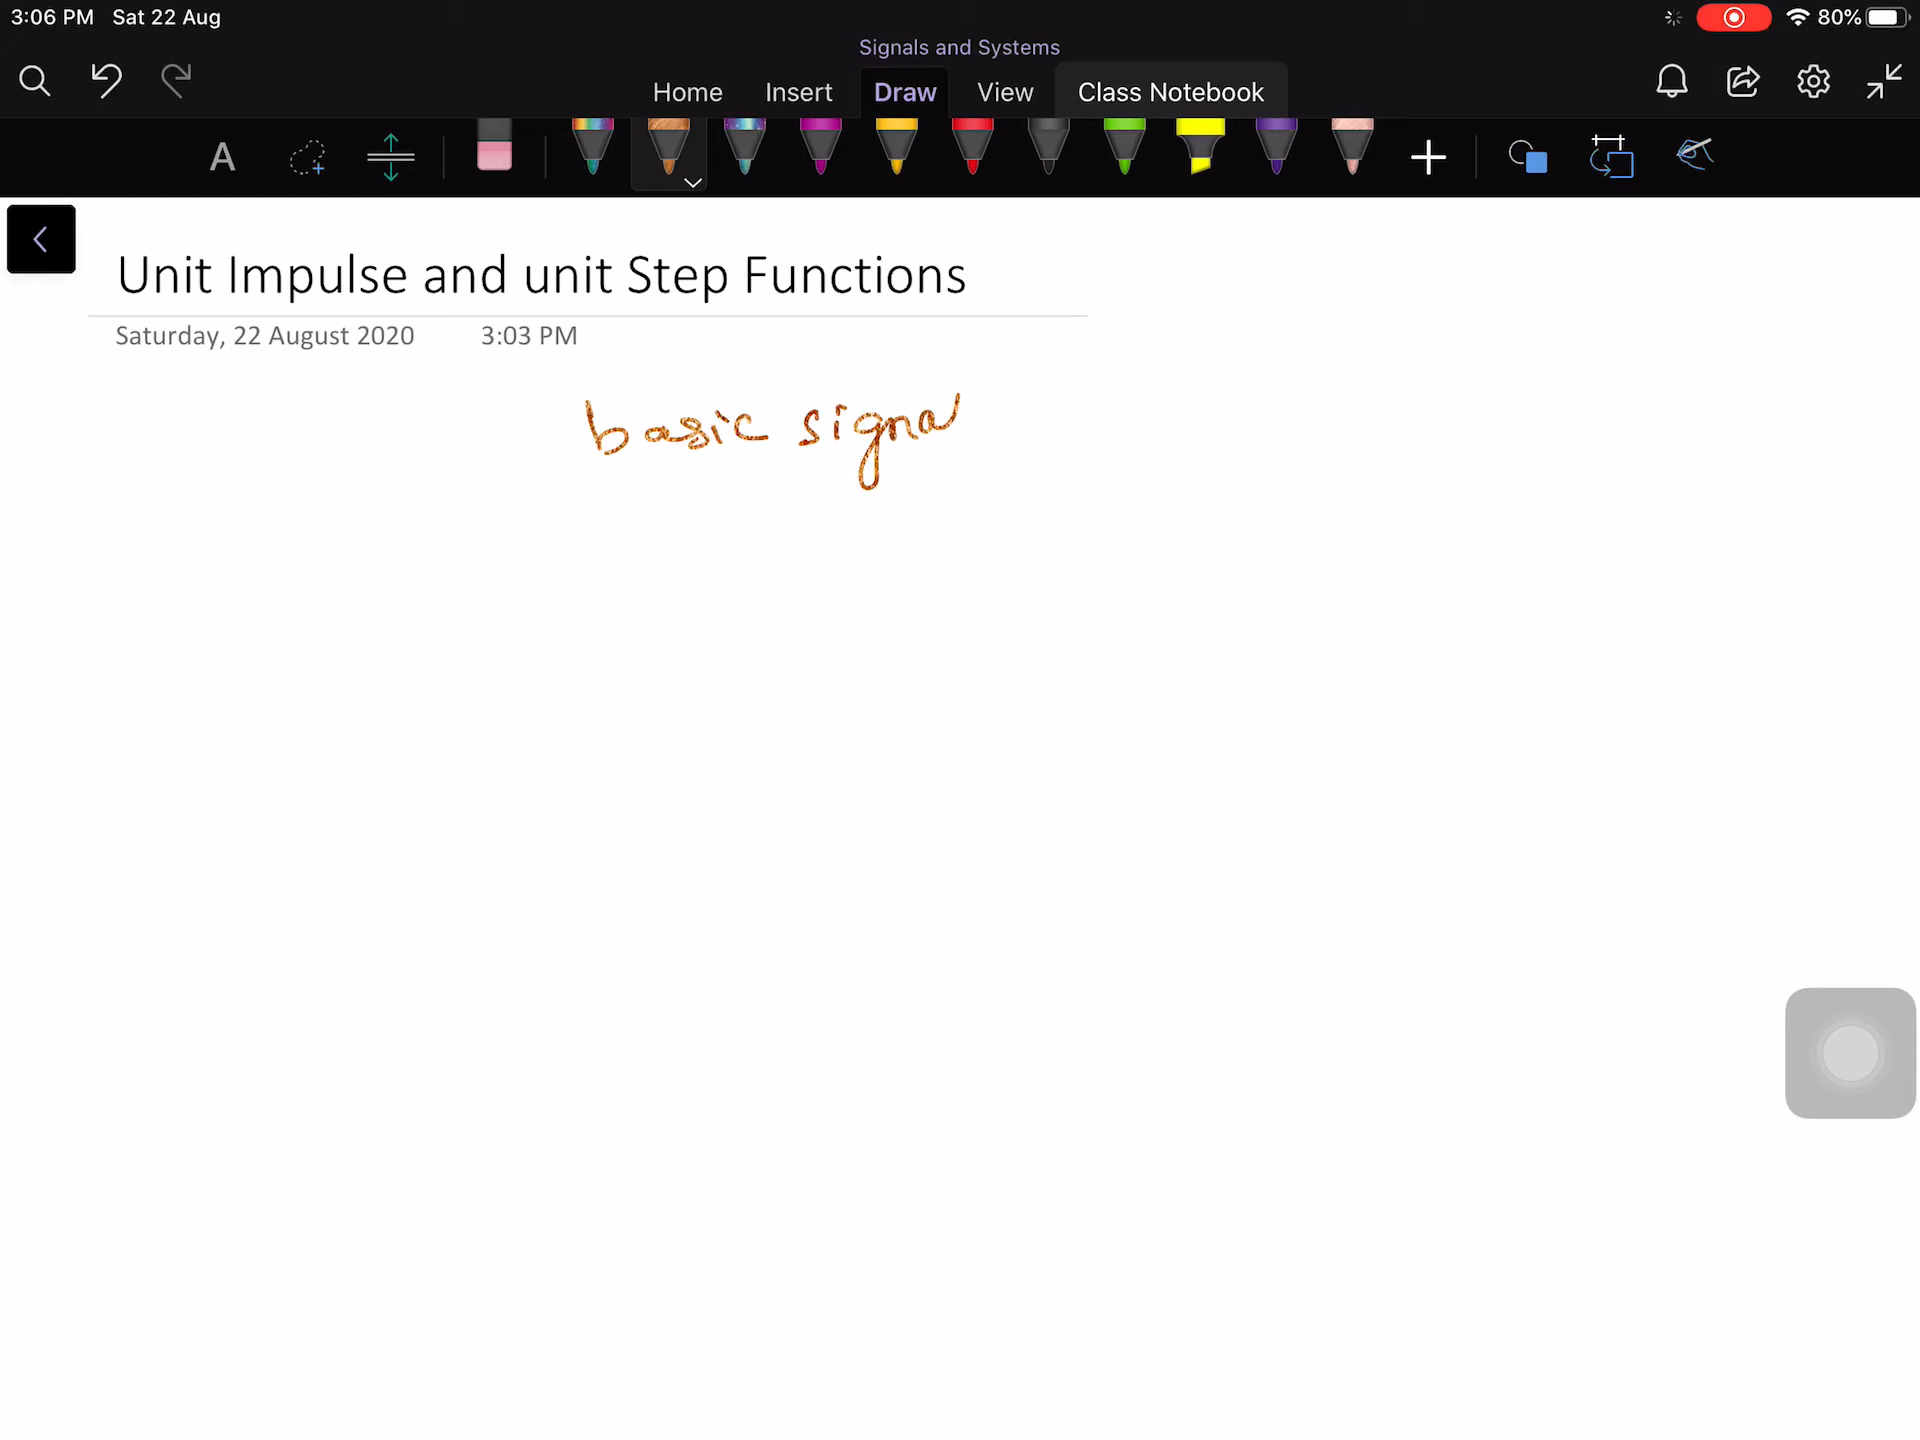 3:06 PM Sat 22 Aug
80%
Signals and Systems
Home Insert Draw View Class Notebook
A
Unit Impulse and unit Step Functions
Saturday, 22 August 2020 3:03 PM
basic signa